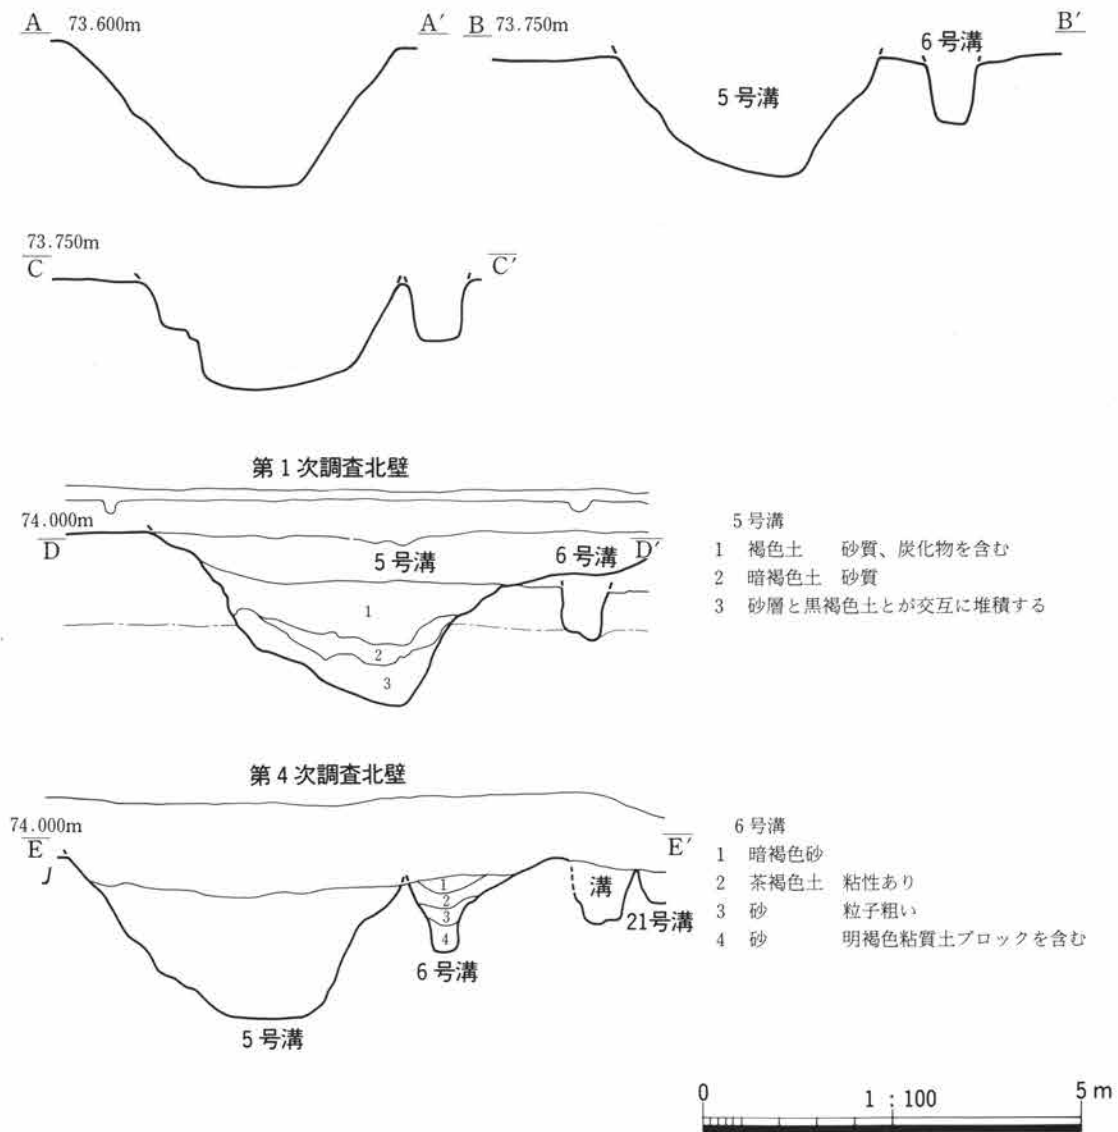 A 73.600m A′ B 73.750m B′
6号溝
5号溝
73.750m
C C′
第1次調査北壁
74.000m
D 5号溝 6号溝 D′
1
2
3
5号溝
1 褐色土 砂質、炭化物を含む
2 暗褐色土 砂質
3 砂層と黒褐色土とが交互に堆積する
第4次調査北壁
74.000m
E E′
1
2
3
4
溝
21号溝
6号溝
5号溝
6号溝
1 暗褐色砂
2 茶褐色土 粘性あり
3 砂 粒子粗い
4 砂 明褐色粘質土ブロックを含む
0 1:100 5m